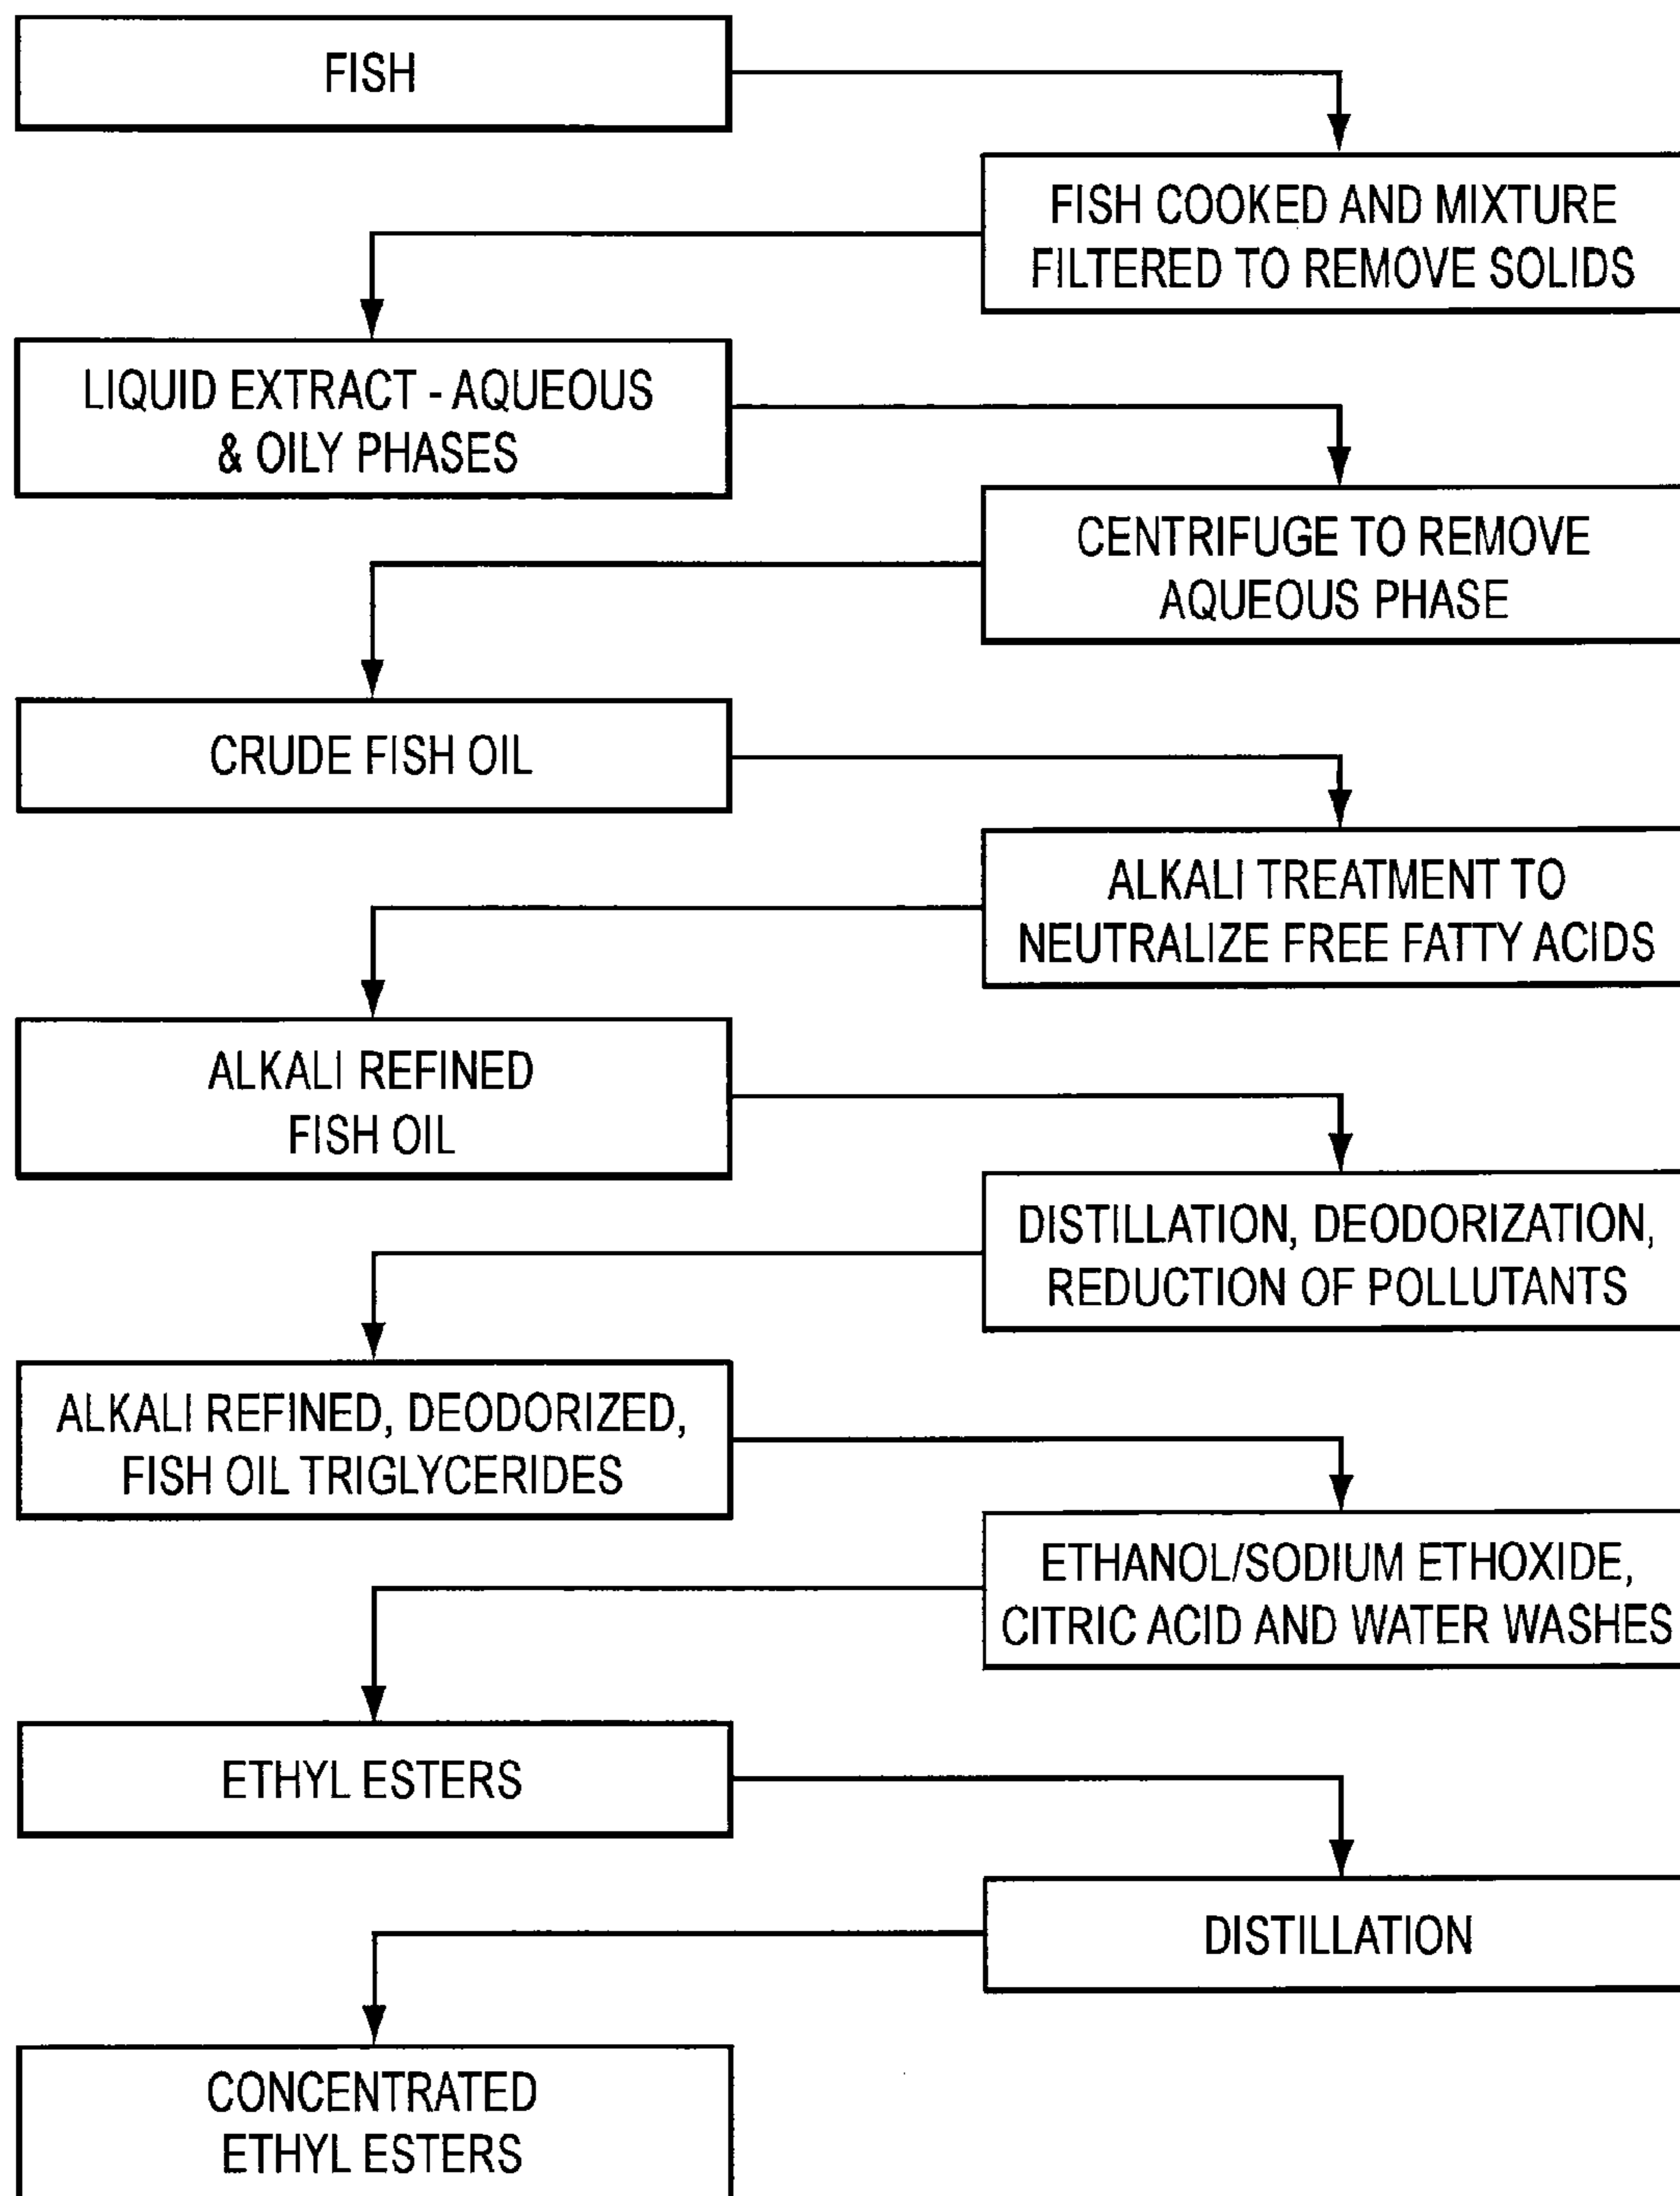 FISH
FISH COOKED AND MIXTURE
FILTERED TO REMOVE SOLIDS
LIQUID EXTRACT - AQUEOUS
& OILY PHASES
CENTRIFUGE TO REMOVE
AQUEOUS PHASE
CRUDE FISH OIL
ALKALI TREATMENT TO
NEUTRALIZE FREE FATTY ACIDS
ALKALI REFINED
FISH OIL
DISTILLATION, DEODORIZATION,
REDUCTION OF POLLUTANTS
ALKALI REFINED, DEODORIZED,
FISH OIL TRIGLYCERIDES
ETHANOL/SODIUM ETHOXIDE,
CITRIC ACID AND WATER WASHES
ETHYL ESTERS
DISTILLATION
CONCENTRATED
ETHYL ESTERS